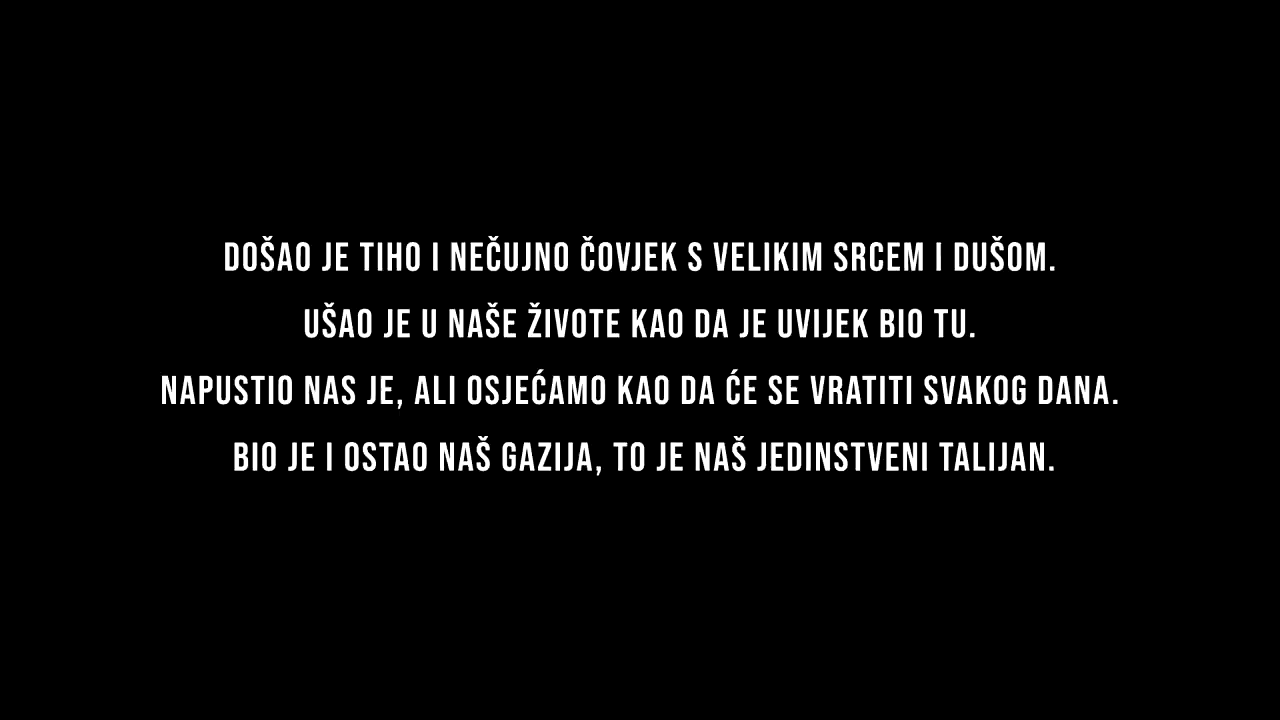 DOŠAO JE TIHO I NEČUJNO ČOVJEK S VELIKIM SRCEM I DUŠOM.
UŠAO JE U NAŠE ŽIVOTE KAO DA JE UVIJEK BIO TU.
NAPUSTIO NAS JE, ALI OSJEĆAMO KAO DA ĆE SE VRATITI SVAKOG DANA.
BIO JE I OSTAO NAŠ GAZIJA, TO JE NAŠ JEDINSTVENI TALIJAN.